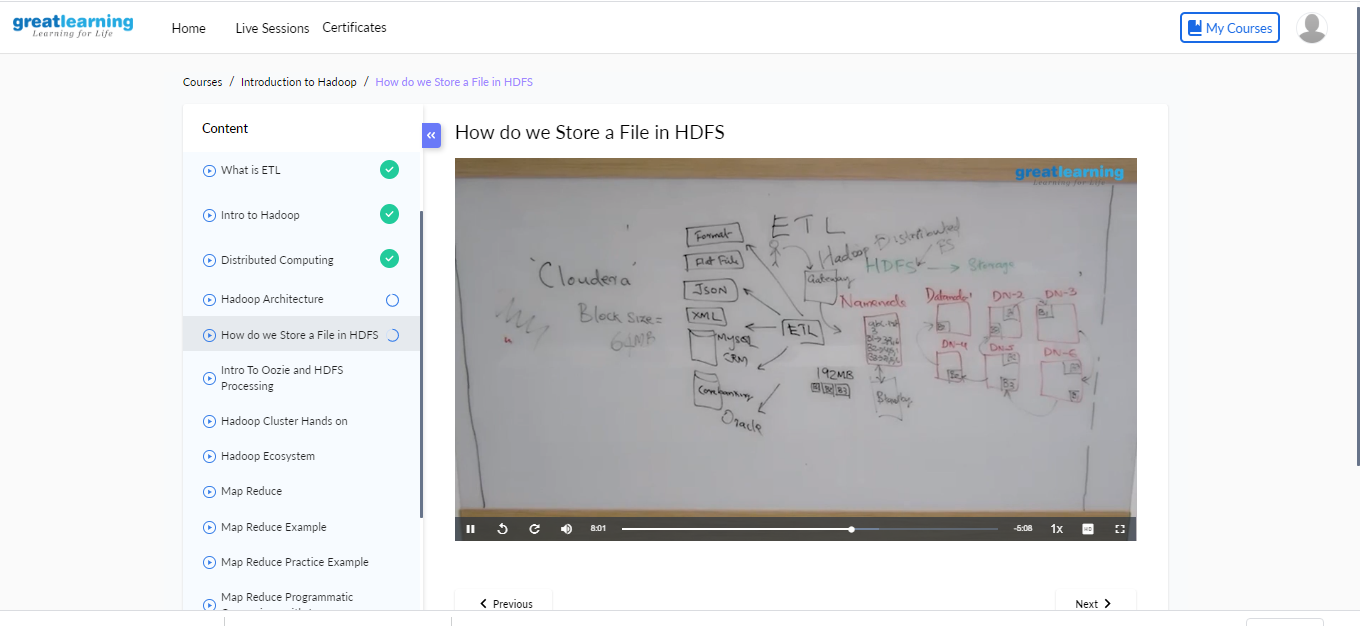 greatlearning
Learning for Life
Home
Live Sessions
Certificates
My Courses
Courses / Introduction to Hadoop / How do we Store a File in HDFS
Content
«
What is ETL
Intro to Hadoop
Distributed Computing
Hadoop Architecture
How do we Store a File in HDFS
Intro To Oozie and HDFS
Processing
Hadoop Cluster Hands on
Hadoop Ecosystem
Map Reduce
Map Reduce Example
Map Reduce Practice Example
Map Reduce Programmatic
How do we Store a File in HDFS
greatlearning
Learning for Life
ETL
Format
Flat File
JSON
XML
Mysql
CRM
Corebanking
Oracle
'Cloudera'
Block size =
64MB
ETL
Hadoop Distributed
FS
HDFS → Storage
Gateway
Namenode
192MB
B1 B2 B3
Standby
Datanode1
DN-2
DN-3
DN-4
DN-5
DN-6
8:01
-5:08
1x
HD
Previous
Next